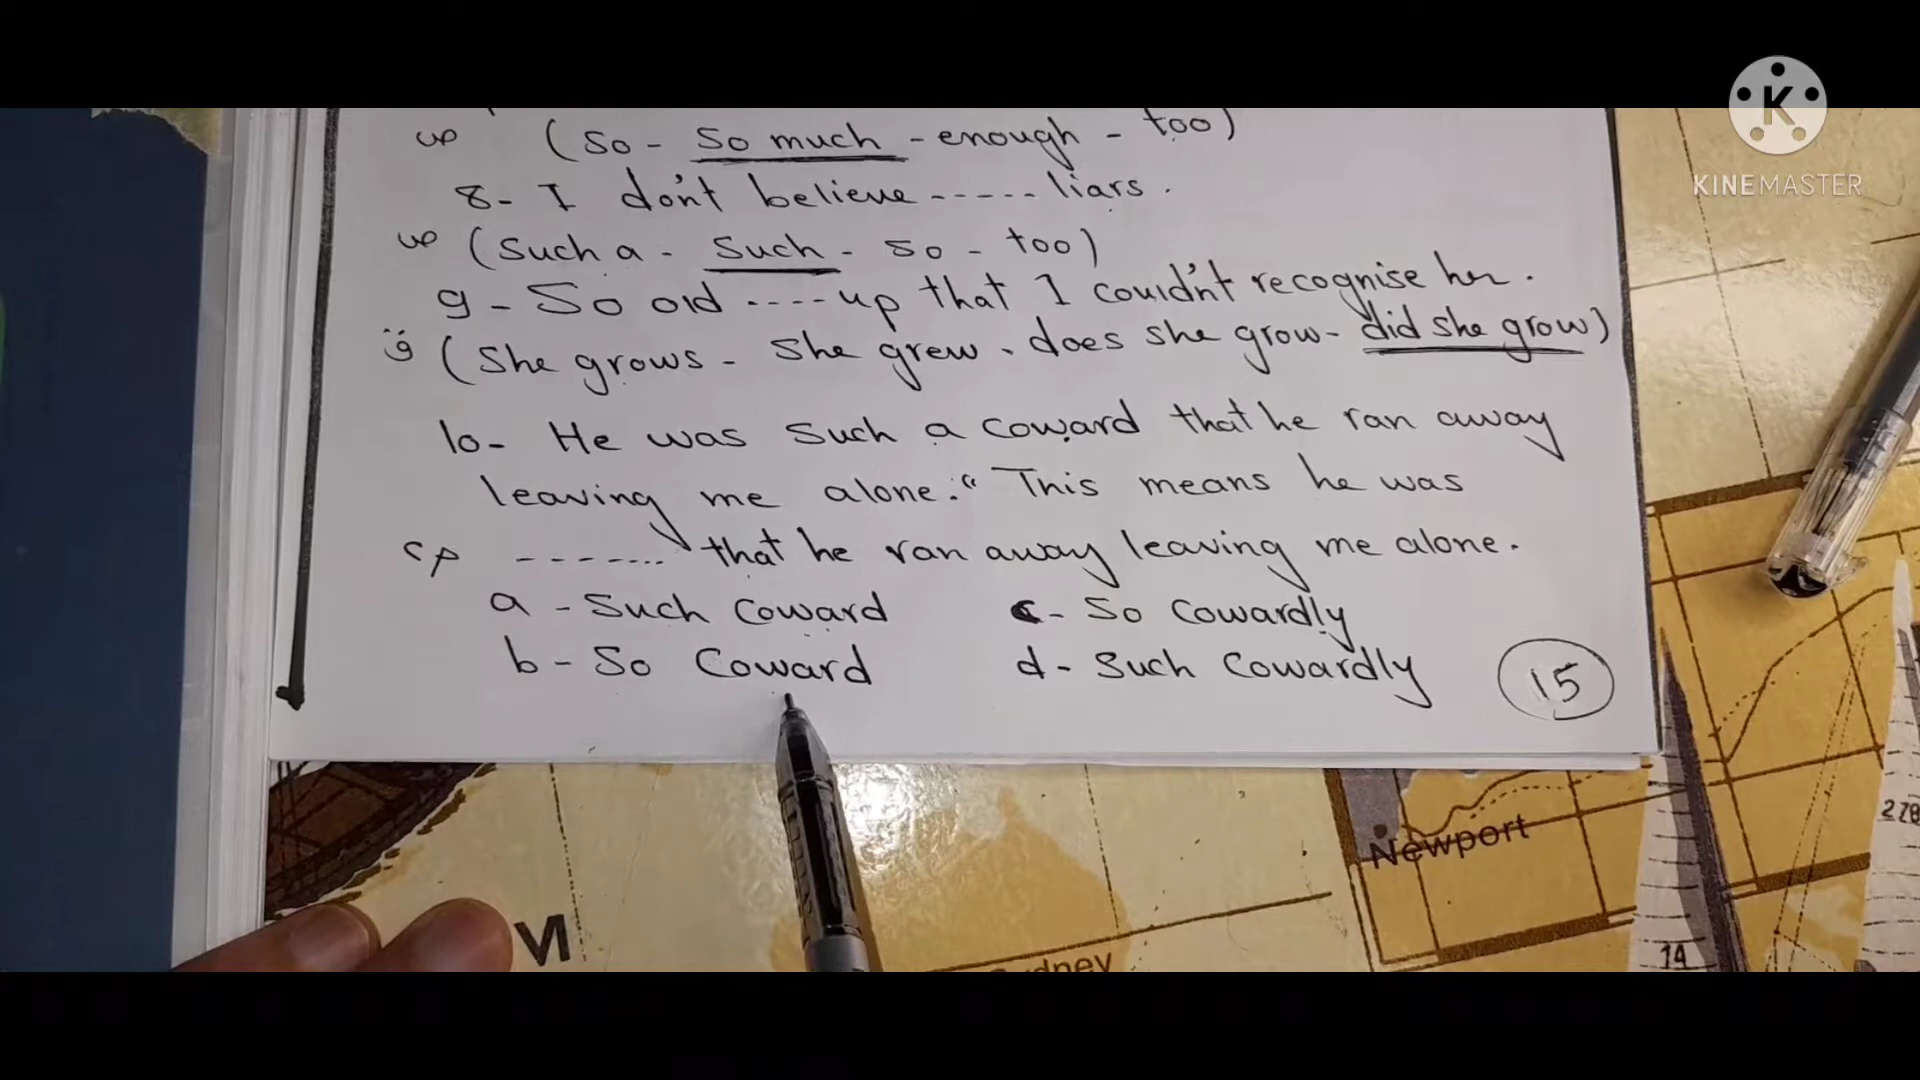 (So - So much - enough - too)
8- I don't believe ----- liars.
(Such a - Such - so - too)
9- So old ---- up that I couldn't recognise her.
(She grows - She grew - does she grow - did she grow)
10- He was such a coward that he ran away
leaving me alone." This means he was
------- that he ran away leaving me alone.
a - Such Coward c - So Cowardly
b - So Coward d - Such Cowardly
15
K
KINEMASTER
Newport
278
14
VI